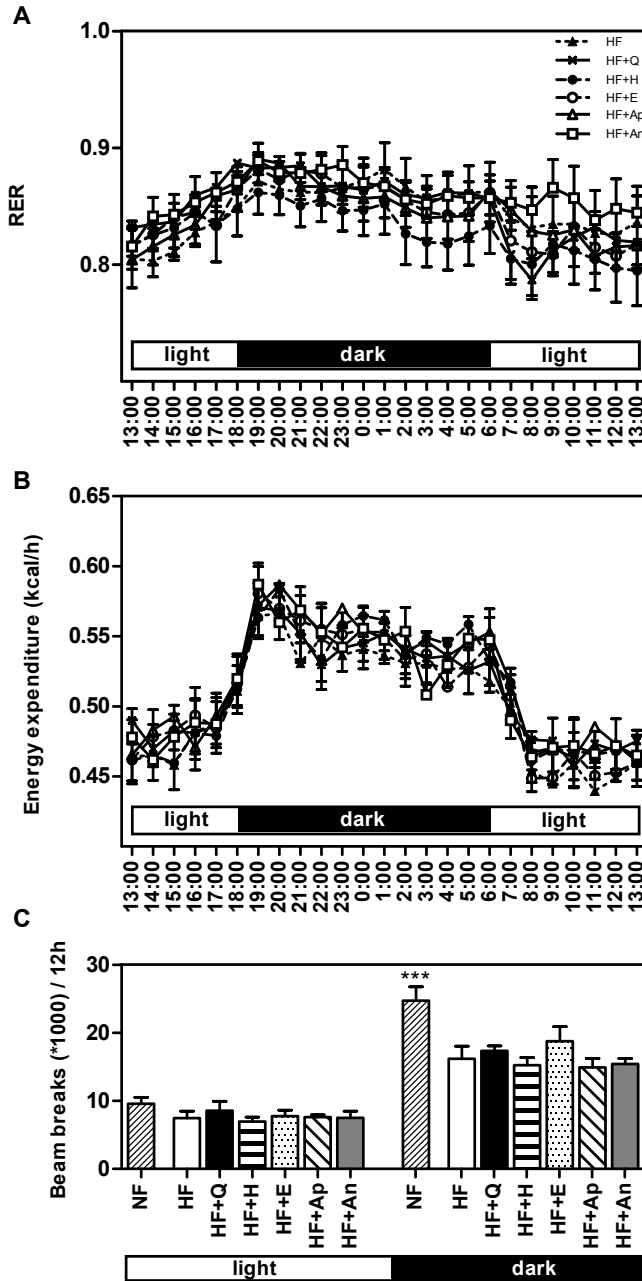 A
1.0
0.9
0.8
RER
HF
HF+Q
HF+H
HF+E
HF+Ap
HF+An
light
dark
light
13:00
14:00
15:00
16:00
17:00
18:00
19:00
20:00
21:00
22:00
23:00
0:00
1:00
2:00
3:00
4:00
5:00
6:00
7:00
8:00
9:00
10:00
11:00
12:00
13:00
B
0.65
0.60
0.55
0.50
0.45
Energy expenditure (kcal/h)
light
dark
light
13:00
14:00
15:00
16:00
17:00
18:00
19:00
20:00
21:00
22:00
23:00
0:00
1:00
2:00
3:00
4:00
5:00
6:00
7:00
8:00
9:00
10:00
11:00
12:00
13:00
C
30
20
10
0
Beam breaks (*1000) / 12h
***
NF
HF
HF+Q
HF+H
HF+E
HF+Ap
HF+An
NF
HF
HF+Q
HF+H
HF+E
HF+Ap
HF+An
light
dark